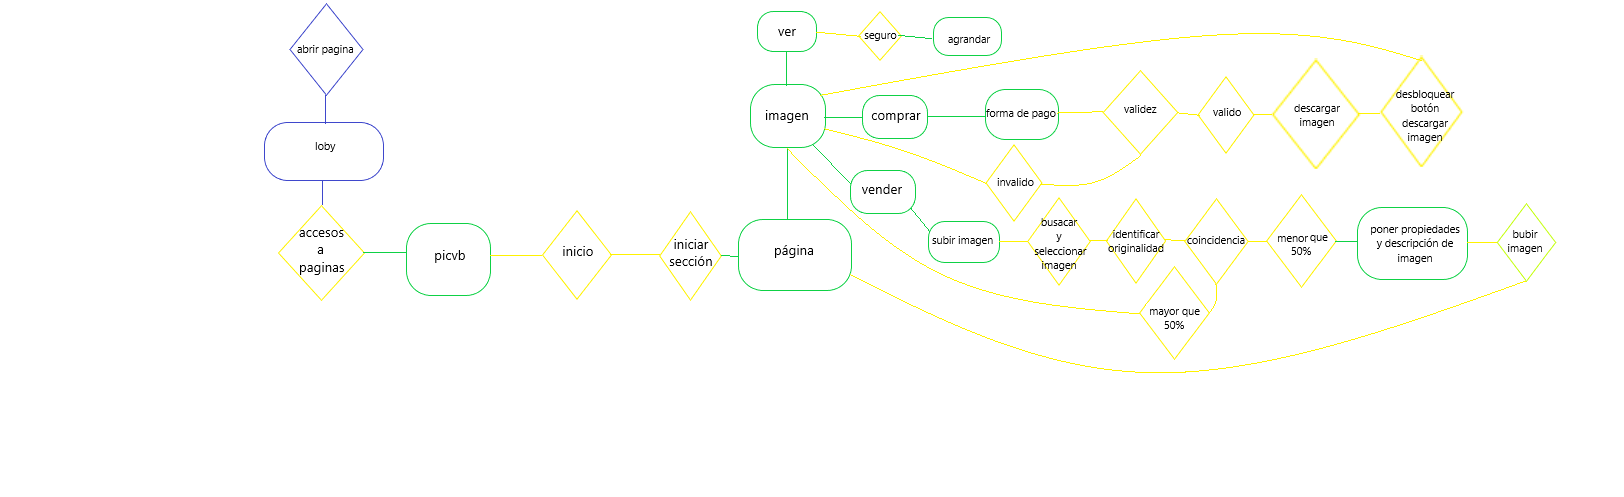 abrir pagina
loby
accesos
a
paginas
picvb
inicio
iniciar
sección
página
imagen
ver
seguro
agrandar
comprar
forma de pago
validez
valido
descargar
imagen
desbloquear
botón
descargar
imagen
invalido
vender
subir imagen
busacar
y
seleccionar
imagen
identificar
originalidad
coincidencia
menor que
50%
poner propiedades
y descripción de
imagen
bubir
imagen
mayor que
50%